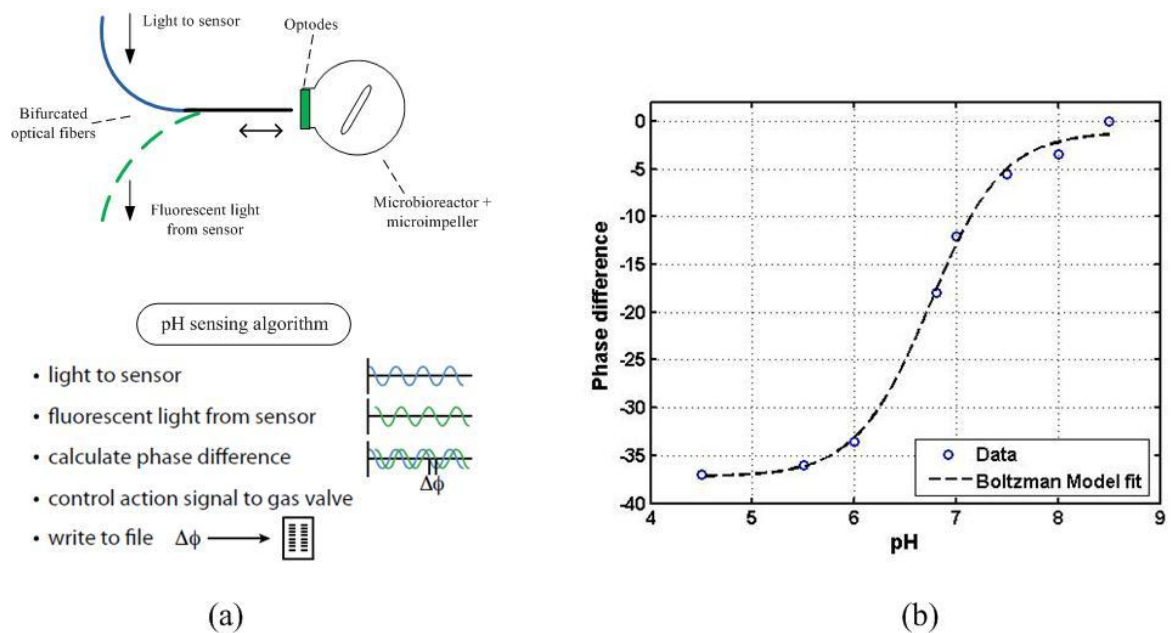 Light to sensor
Optodes
Bifurcated
optical fibers
Fluorescent light
from sensor
Microbioreactor +
microimpeller
pH sensing algorithm
• light to sensor
• fluorescent light from sensor
• calculate phase difference
Δϕ
• control action signal to gas valve
• write to file Δϕ
(a)
Phase difference
0
-5
-10
-15
-20
-25
-30
-35
-40
4 5 6 7 8 9
pH
Data
Boltzman Model fit
(b)